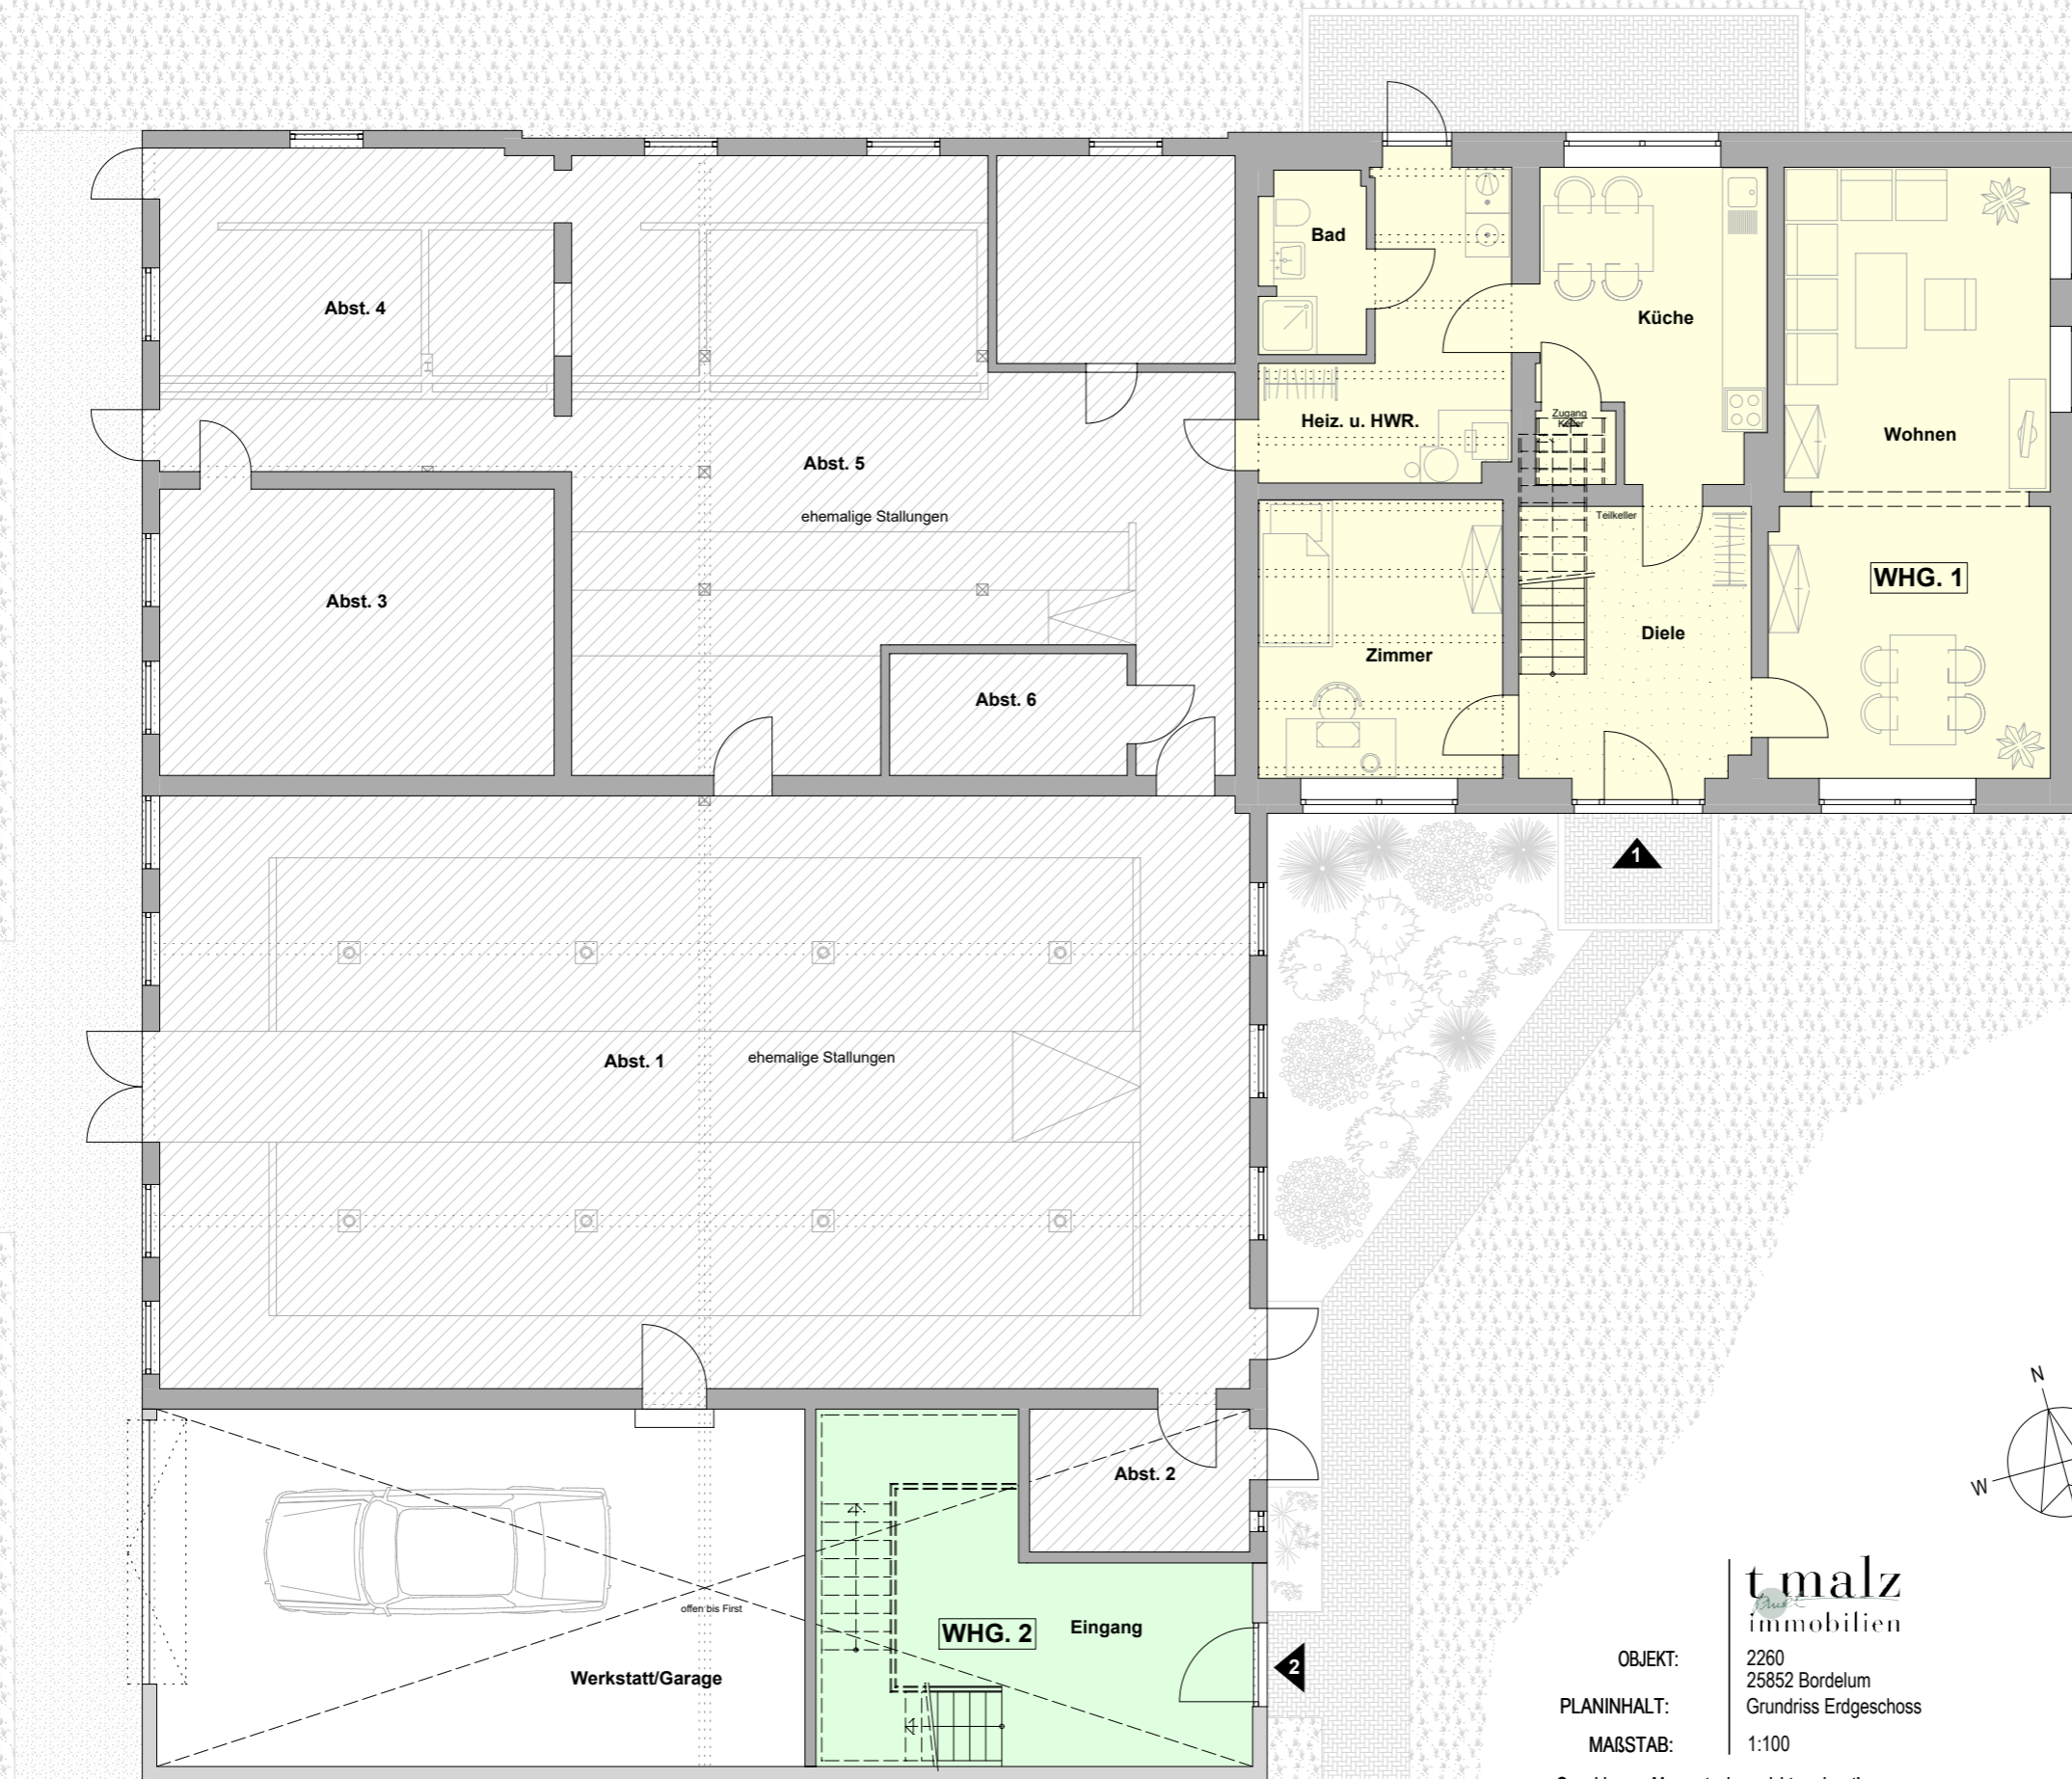 Bad
Abst. 4
Küche
Zugang
Keller
Heiz. u. HWR.
Wohnen
Abst. 5
ehemalige Stallungen
Teilkeller
WHG. 1
Abst. 3
Diele
Zimmer
Abst. 6
1
Abst. 1
ehemalige Stallungen
N
W
Abst. 2
offen bis First
WHG. 2
Eingang
2
Werkstatt/Garage
t.malz
immobilien
OBJEKT:
2260
25852 Bordelum
PLANINHALT:
Grundriss Erdgeschoss
MAßSTAB:
1:100